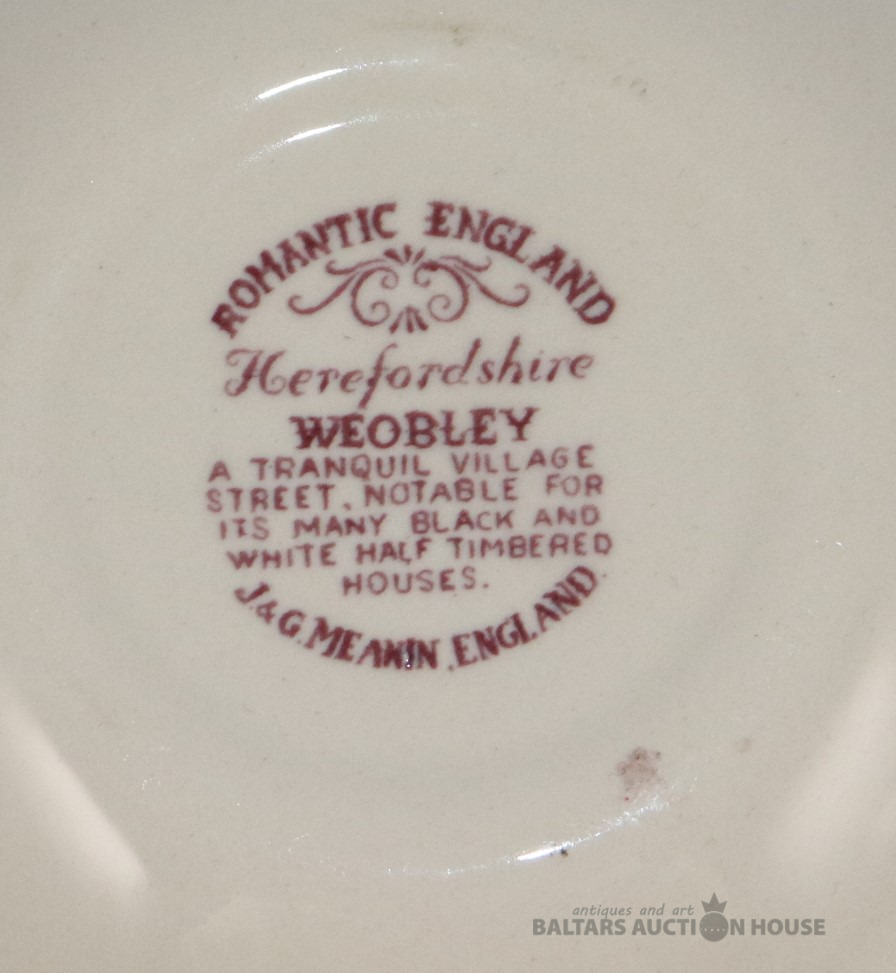 ROMANTIC ENGLAND
Herefordshire
WEOBLEY
A TRANQUIL VILLAGE
STREET, NOTABLE FOR
ITS MANY BLACK AND
WHITE HALF TIMBERED
HOUSES.
J.& G. MEAKIN. ENGLAND.
antiques and art
BALTARS AUCTION HOUSE